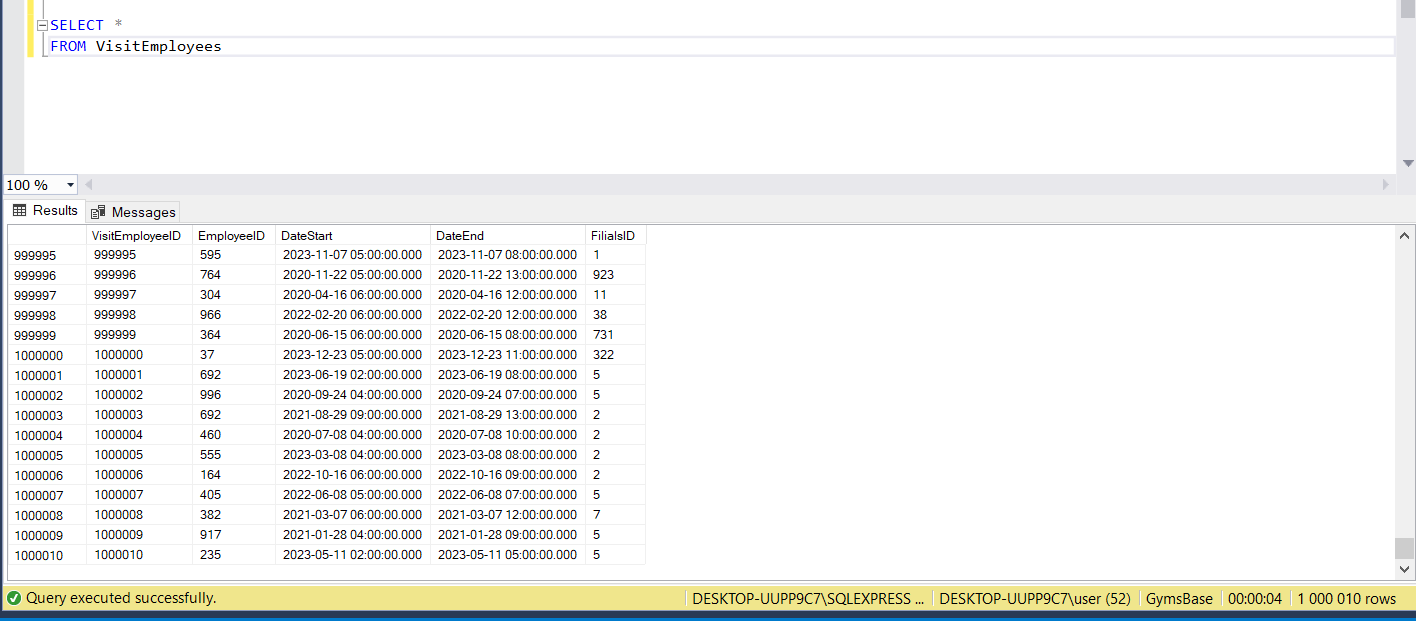 SELECT *
FROM VisitEmployees
100 %
Results Messages
VisitEmployeeID EmployeeID DateStart DateEnd FilialsID
999995 999995 595 2023-11-07 05:00:00.000 2023-11-07 08:00:00.000 1
999996 999996 764 2020-11-22 05:00:00.000 2020-11-22 13:00:00.000 923
999997 999997 304 2020-04-16 06:00:00.000 2020-04-16 12:00:00.000 11
999998 999998 966 2022-02-20 06:00:00.000 2022-02-20 12:00:00.000 38
999999 999999 364 2020-06-15 06:00:00.000 2020-06-15 08:00:00.000 731
1000000 1000000 37 2023-12-23 05:00:00.000 2023-12-23 11:00:00.000 322
1000001 1000001 692 2023-06-19 02:00:00.000 2023-06-19 08:00:00.000 5
1000002 1000002 996 2020-09-24 04:00:00.000 2020-09-24 07:00:00.000 5
1000003 1000003 692 2021-08-29 09:00:00.000 2021-08-29 13:00:00.000 2
1000004 1000004 460 2020-07-08 04:00:00.000 2020-07-08 10:00:00.000 2
1000005 1000005 555 2023-03-08 04:00:00.000 2023-03-08 08:00:00.000 2
1000006 1000006 164 2022-10-16 06:00:00.000 2022-10-16 09:00:00.000 2
1000007 1000007 405 2022-06-08 05:00:00.000 2022-06-08 07:00:00.000 5
1000008 1000008 382 2021-03-07 06:00:00.000 2021-03-07 12:00:00.000 7
1000009 1000009 917 2021-01-28 04:00:00.000 2021-01-28 09:00:00.000 5
1000010 1000010 235 2023-05-11 02:00:00.000 2023-05-11 05:00:00.000 5
Query executed successfully. DESKTOP-UUPP9C7\SQLEXPRESS ... DESKTOP-UUPP9C7\user (52) GymsBase 00:00:04 1 000 010 rows